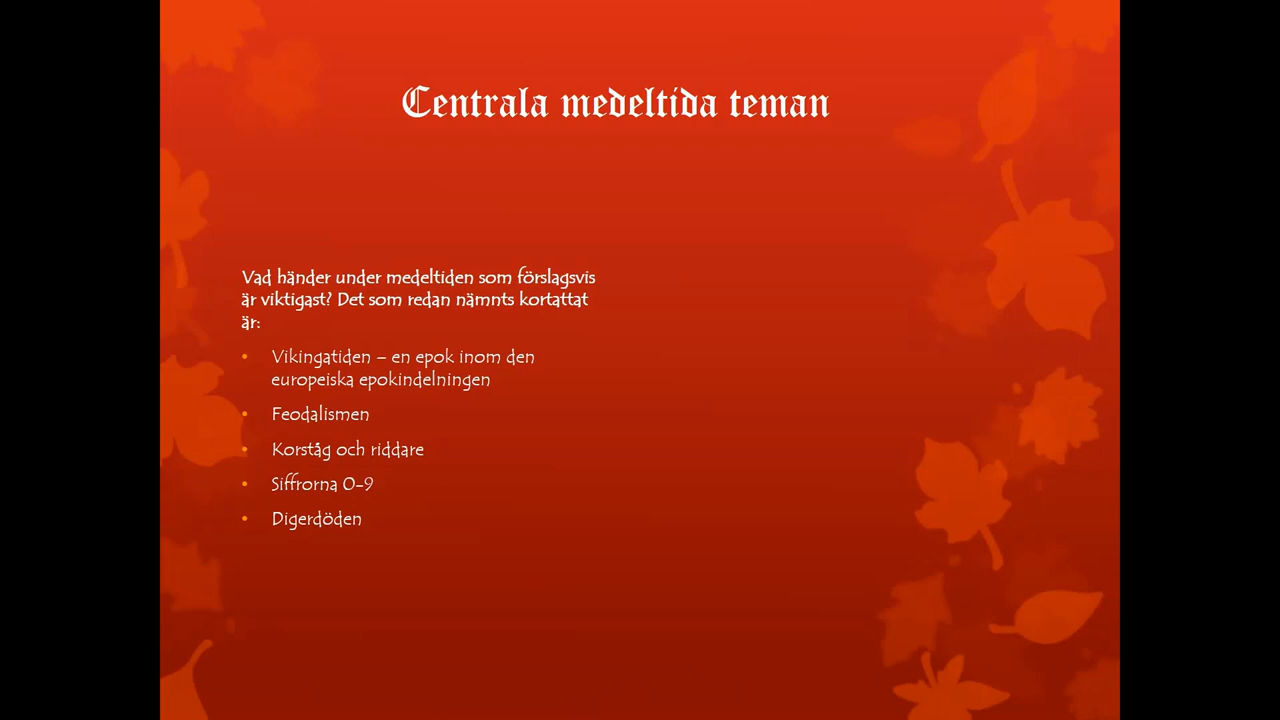 Centrala medeltida teman
Vad händer under medeltiden som förslagsvis
är viktigast? Det som redan nämnts kortattat
är:
• Vikingatiden – en epok inom den
europeiska epokindelningen
• Feodalismen
• Korståg och riddare
• Siffrorna 0-9
• Digerdöden